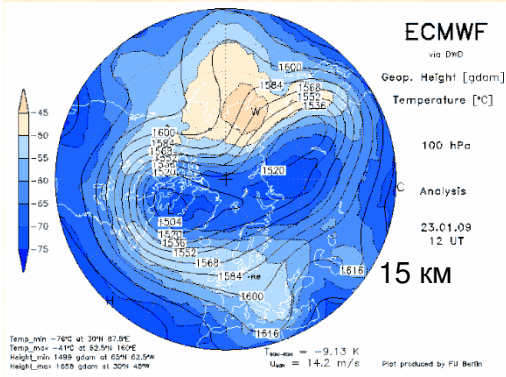 ECMWF
via DWD
Geop. Height [gdam]
Temperature [°C]
100 hPa
Analysis
23.01.09
12 UT
15 км
45
50
55
60
65
70
75
1600
1584
1568
1552
1536
W
1600
1584
1568
1520
1520
1504
1520
1536
1552
1568
1584
1600
1616
1616
C
H
Temp_min −76°C at 30°N 87.5°E
Temp_max −41°C at 52.5°N 160°E
Height_min 1499 gdam at 65°N 62.5°W
Height_max 1658 gdam at 30°N 45°W
= −9.13 K
= 14.2 m/s
Plot produced by FU Berlin